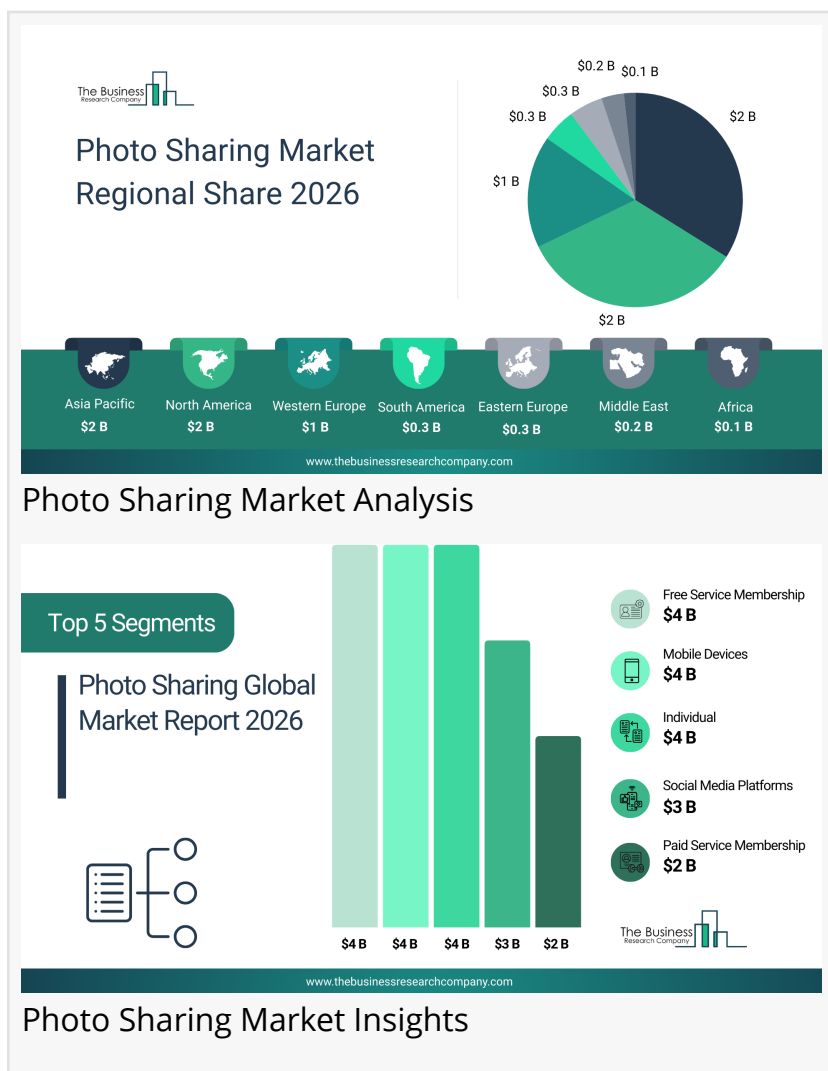 The Business
Research Company
Photo Sharing Market
Regional Share 2026
$0.2 B
$0.1 B
$0.3 B
$0.3 B
$2 B
$1 B
$2 B
Asia Pacific
$2 B
North America
$2 B
Western Europe
$1 B
South America
$0.3 B
Eastern Europe
$0.3 B
Middle East
$0.2 B
Africa
$0.1 B
www.thebusinessresearchcompany.com
Photo Sharing Market Analysis
Top 5 Segments
Photo Sharing Global
Market Report 2026
$4 B
$4 B
$4 B
$3 B
$2 B
Free Service Membership
$4 B
Mobile Devices
$4 B
Individual
$4 B
Social Media Platforms
$3 B
Paid Service Membership
$2 B
The Business
Research Company
www.thebusinessresearchcompany.com
Photo Sharing Market Insights